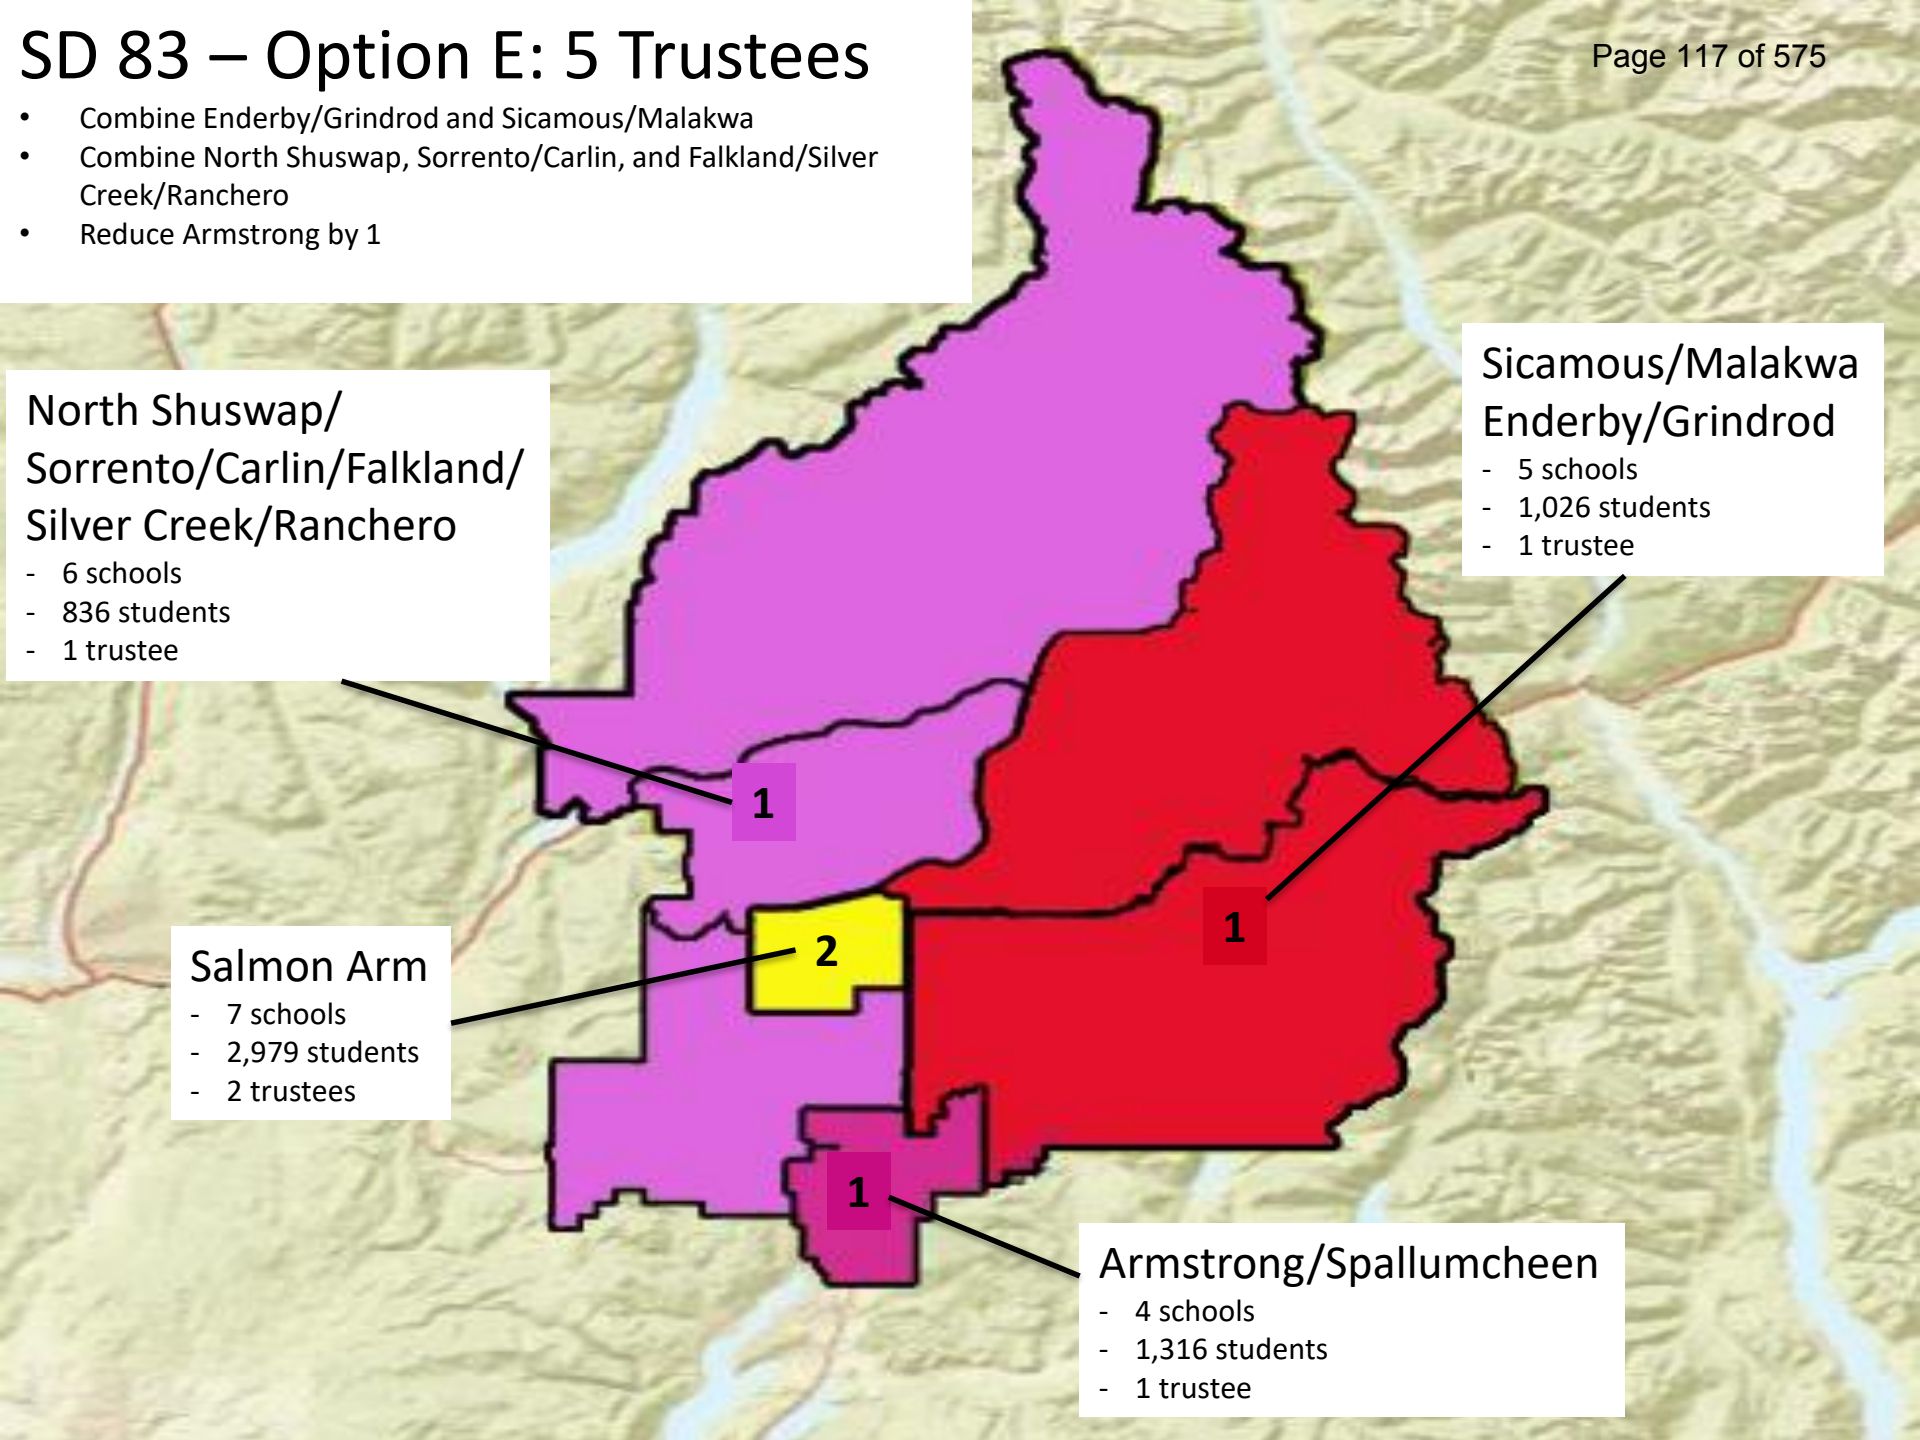 SD 83 – Option E: 5 Trustees
• Combine Enderby/Grindrod and Sicamous/Malakwa
• Combine North Shuswap, Sorrento/Carlin, and Falkland/Silver
Creek/Ranchero
• Reduce Armstrong by 1
Page 117 of 575
North Shuswap/
Sorrento/Carlin/Falkland/
Silver Creek/Ranchero
- 6 schools
- 836 students
- 1 trustee
Sicamous/Malakwa
Enderby/Grindrod
- 5 schools
- 1,026 students
- 1 trustee
1
1
2
Salmon Arm
- 7 schools
- 2,979 students
- 2 trustees
1
Armstrong/Spallumcheen
- 4 schools
- 1,316 students
- 1 trustee